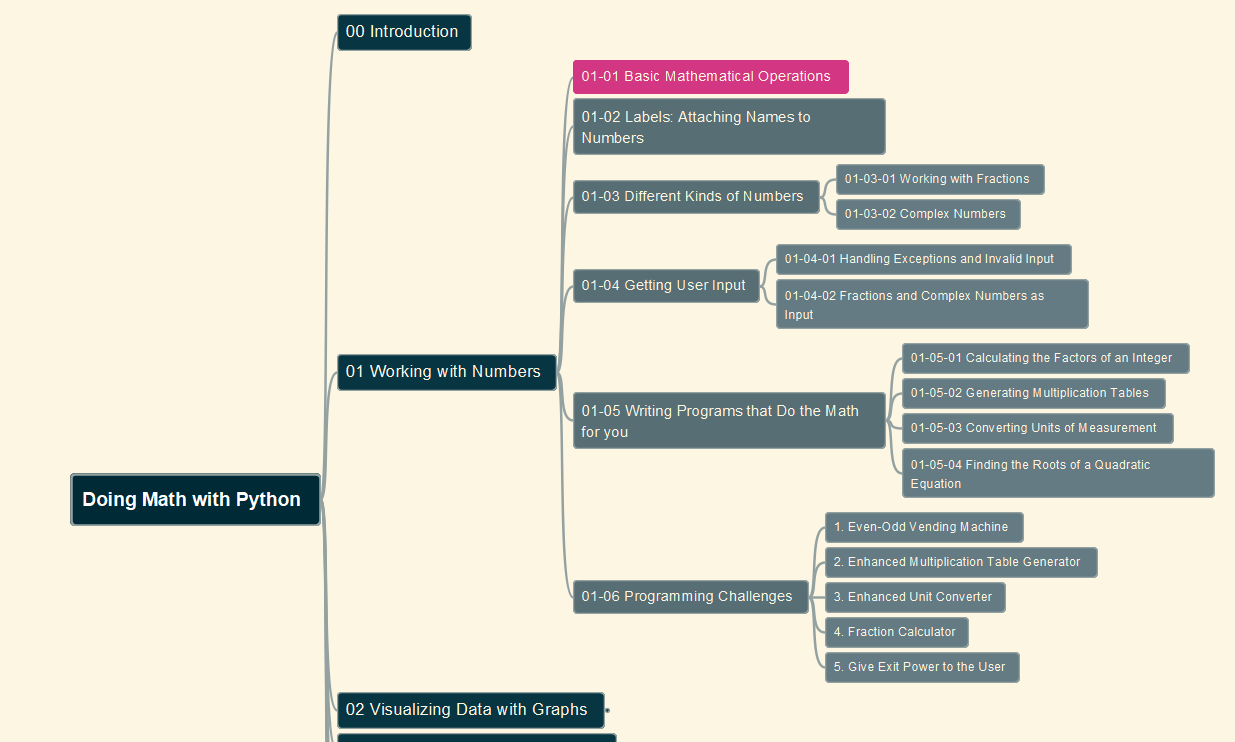 00 Introduction
01-01 Basic Mathematical Operations
01-02 Labels: Attaching Names to
Numbers
01-03 Different Kinds of Numbers
01-03-01 Working with Fractions
01-03-02 Complex Numbers
01-04 Getting User Input
01-04-01 Handling Exceptions and Invalid Input
01-04-02 Fractions and Complex Numbers as
Input
01 Working with Numbers
01-05 Writing Programs that Do the Math
for you
01-05-01 Calculating the Factors of an Integer
01-05-02 Generating Multiplication Tables
01-05-03 Converting Units of Measurement
01-05-04 Finding the Roots of a Quadratic
Equation
Doing Math with Python
01-06 Programming Challenges
1. Even-Odd Vending Machine
2. Enhanced Multiplication Table Generator
3. Enhanced Unit Converter
4. Fraction Calculator
5. Give Exit Power to the User
02 Visualizing Data with Graphs